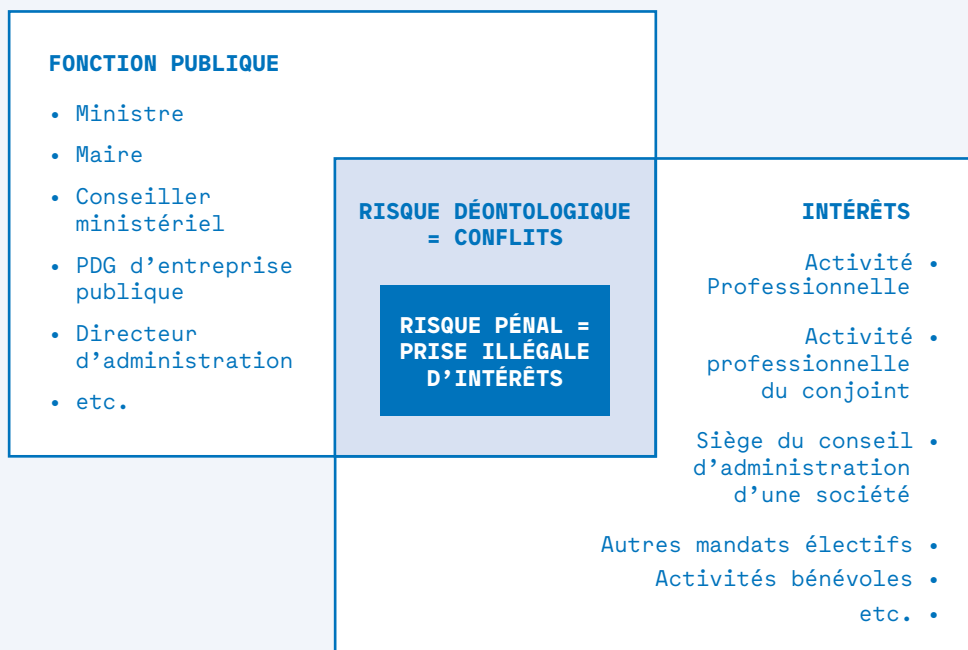 FONCTION PUBLIQUE
• Ministre
• Maire
• Conseiller
ministériel
• PDG d’entreprise
publique
• Directeur
d’administration
• etc.
RISQUE DÉONTOLOGIQUE
= CONFLITS
RISQUE PÉNAL =
PRISE ILLÉGALE
D’INTÉRÊTS
INTÉRÊTS
Activité •
Professionnelle
Activité •
professionnelle
du conjoint
Siège du conseil •
d’administration
d’une société
Autres mandats électifs •
Activités bénévoles •
etc. •